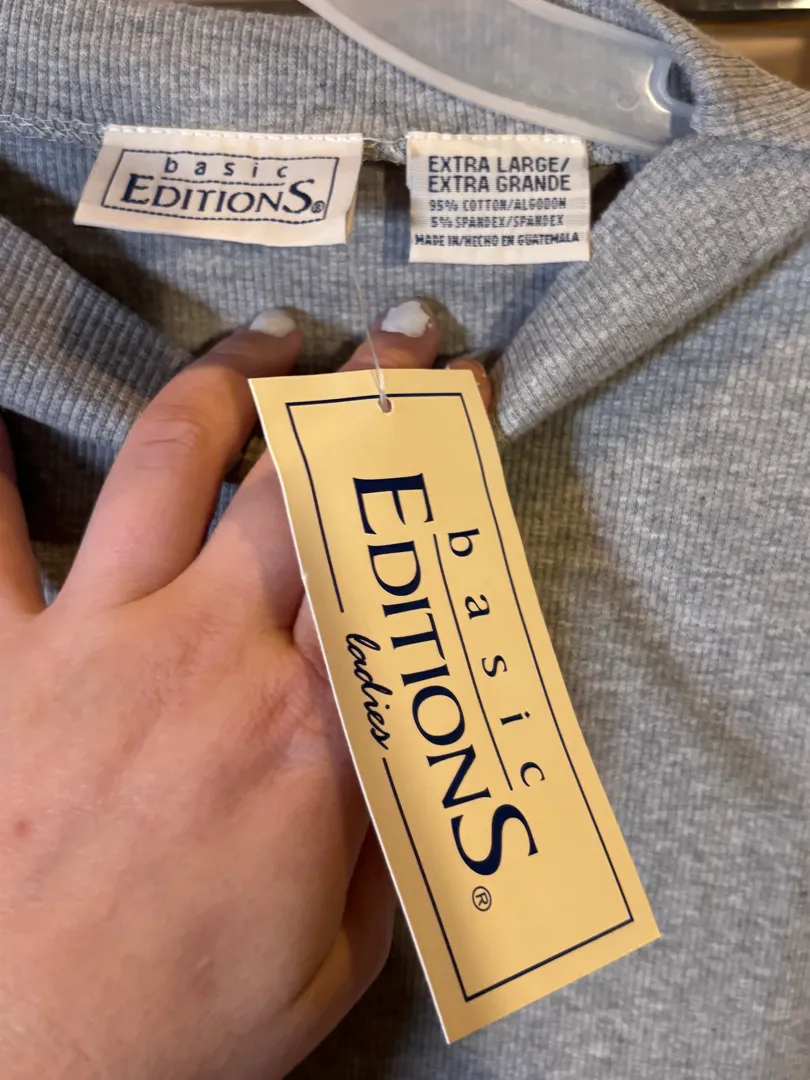 basic
EDITIONS®
EXTRA LARGE/
EXTRA GRANDE
95% COTTON/ALGODON
5% SPANDEX/SPANDEX
MADE IN/HECHO EN GUATEMALA
basic
EDITIONS®
ladies